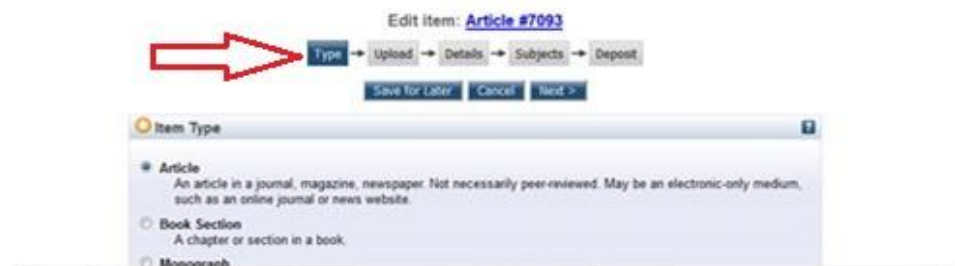 Edit item: Article #7093
Type → Upload → Details → Subjects → Deposit
Save for Later Cancel Next >
Item Type ?
Article
An article in a journal, magazine, newspaper. Not necessarily peer-reviewed. May be an electronic-only medium,
such as an online journal or news website.
Book Section
A chapter or section in a book.
Monograph